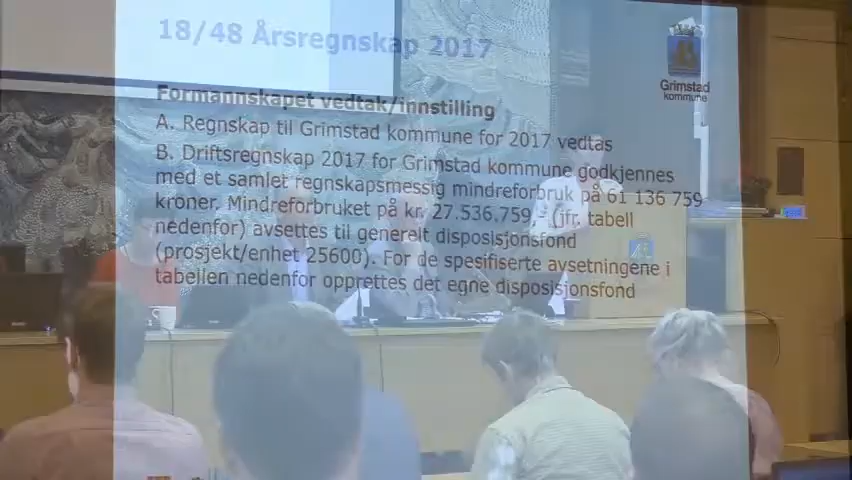 18/48 Årsregnskap 2017
Grimstad
kommune
Formannskapet vedtak/innstilling
A. Regnskap til Grimstad kommune for 2017 vedtas
B. Driftsregnskap 2017 for Grimstad kommune godkjennes
med et samlet regnskapsmessig mindreforbruk på 61 136 759
kroner. Mindreforbruket på kr. 27.536.759,- (jfr. tabell
nedenfor) avsettes til generelt disposisjonsfond
(prosjekt/enhet 25600). For de spesifiserte avsetningene i
tabellen nedenfor opprettes det egne disposisjonsfond